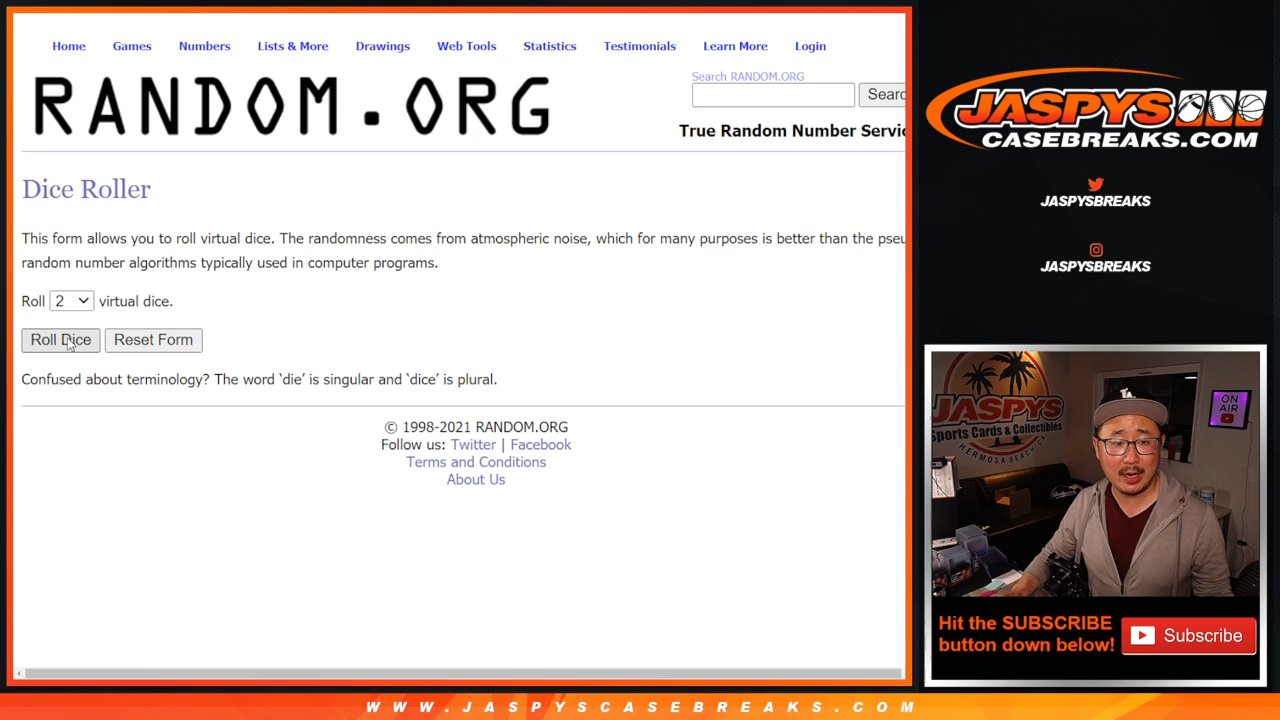 Home Games Numbers Lists & More Drawings Web Tools Statistics Testimonials Learn More Login
RANDOM.ORG
Search RANDOM.ORG
Searc
True Random Number Servic
Dice Roller
This form allows you to roll virtual dice. The randomness comes from atmospheric noise, which for many purposes is better than the pseu
random number algorithms typically used in computer programs.
Roll 2 virtual dice.
Roll Dice Reset Form
Confused about terminology? The word ‘die’ is singular and ‘dice’ is plural.
© 1998-2021 RANDOM.ORG
Follow us: Twitter | Facebook
Terms and Conditions
About Us
JASPYS
CASEBREAKS.COM
JASPYSBREAKS
JASPYSBREAKS
JASPYS
Sports Cards & Collectibles
HERMOSA BEACH, CA
ON
AIR
LA
Hit the SUBSCRIBE
button down below!
Subscribe
WWW.JASPYSCASEBREAKS.COM